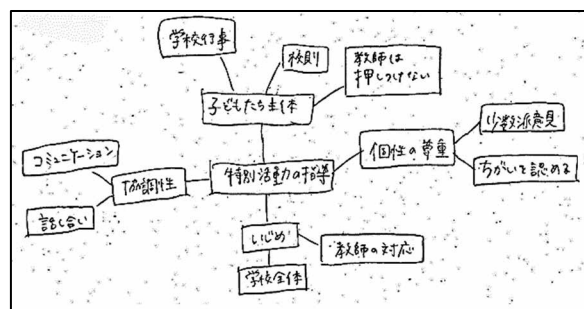 学校行事
校則
教師は
押しつけない
子どもたち主体
少数派意見
コミュニケーション
個性の尊重
協調性
特別活動の指導
ちがいを認める
話し合い
いじめ
教師の対応
学校全体